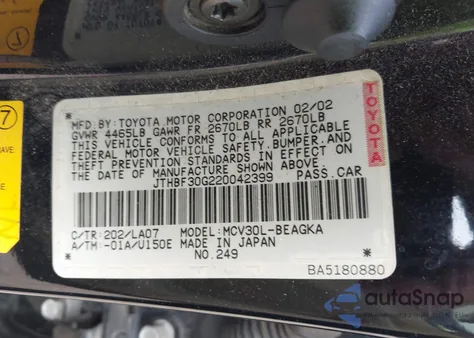 MFD. BY: TOYOTA MOTOR CORPORATION 02/02
GVWR 4465LB GAWR FR 2670LB RR 2670LB
THIS VEHICLE CONFORMS TO ALL APPLICABLE
FEDERAL MOTOR VEHICLE SAFETY, BUMPER, AND
THEFT PREVENTION STANDARDS IN EFFECT ON
THE DATE OF MANUFACTURE SHOWN ABOVE.
JTHBF30G220042399 PASS. CAR
TOYOTA
C/TR: 202/LA07 MODEL: MCV30L-BEAGKA
A/TM: -01A/U150E MADE IN JAPAN
NO. 249
BA5180880
7
autoSnap